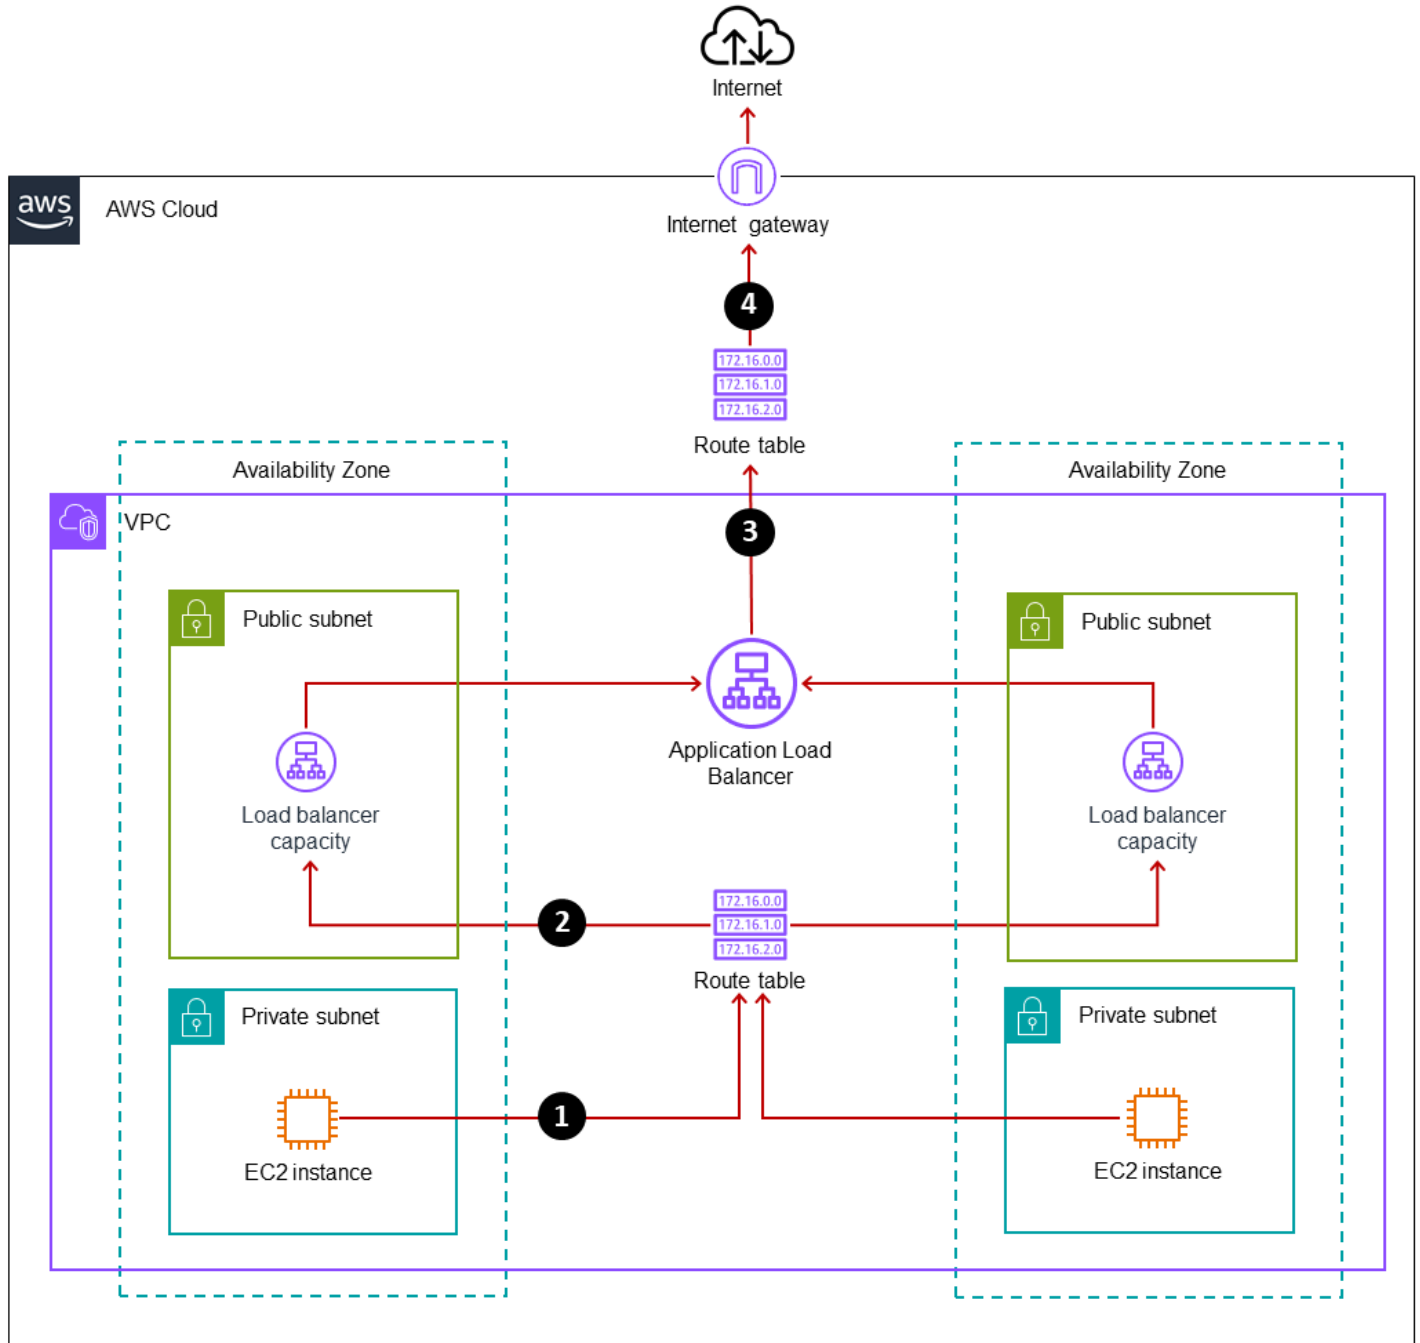 Internet
aws
AWS Cloud
Internet gateway
4
172.16.0.0
172.16.1.0
172.16.2.0
Route table
Availability Zone
Availability Zone
VPC
3
Public subnet
Public subnet
Application Load
Balancer
Load balancer
capacity
Load balancer
capacity
2
172.16.0.0
172.16.1.0
172.16.2.0
Route table
Private subnet
Private subnet
1
EC2 instance
EC2 instance